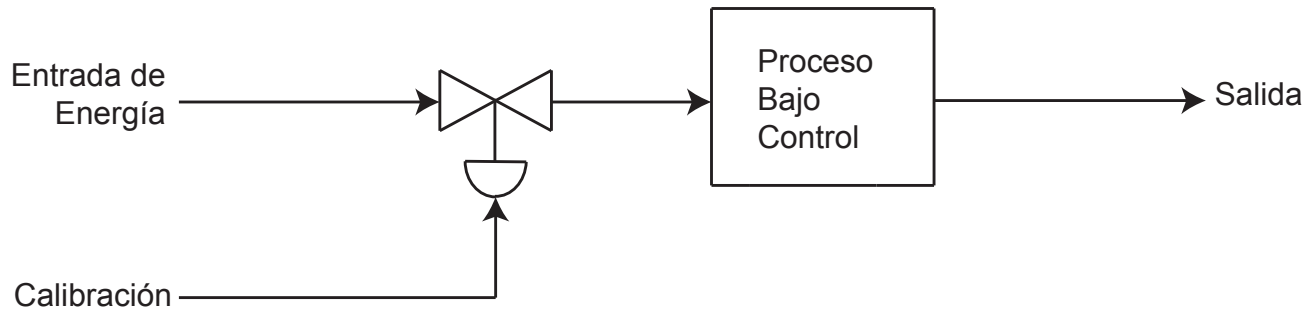 Entrada de
Energía
Proceso
Bajo
Control
Salida
Calibración